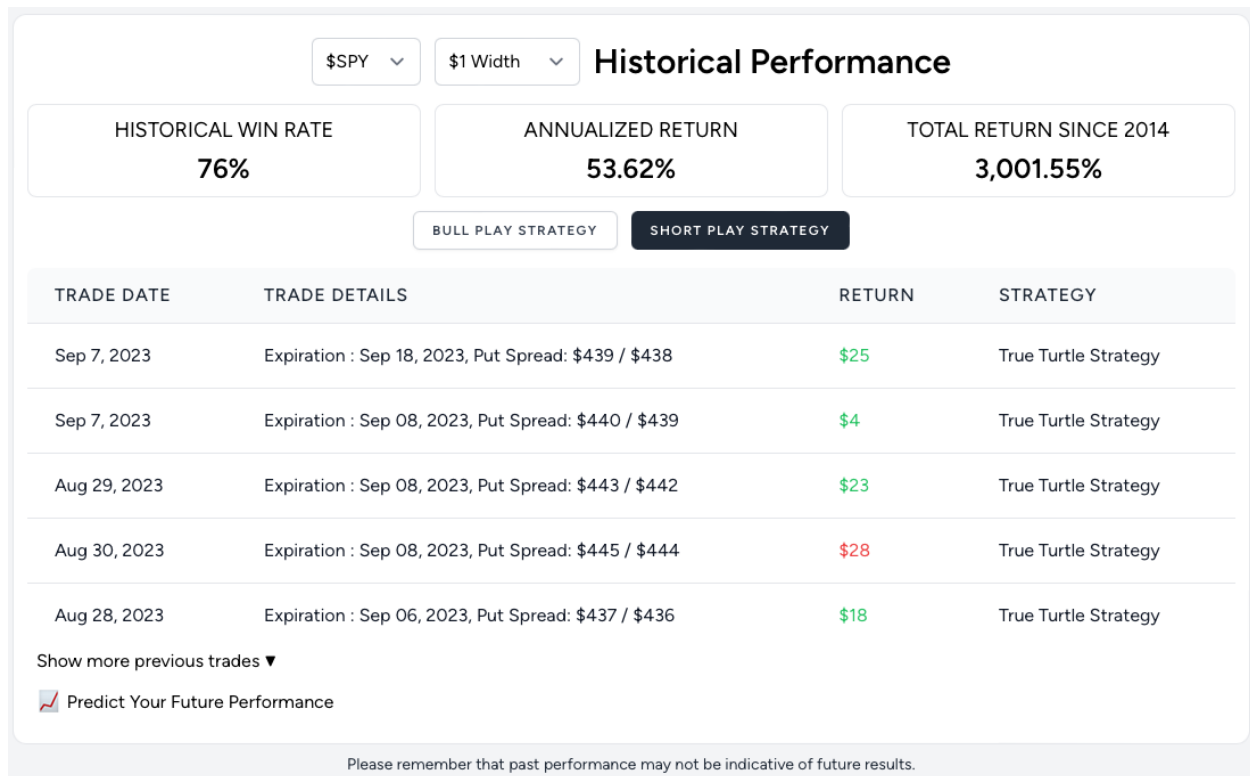 $SPY $1 Width Historical Performance
HISTORICAL WIN RATE ANNUALIZED RETURN TOTAL RETURN SINCE 2014
76% 53.62% 3,001.55%
BULL PLAY STRATEGY SHORT PLAY STRATEGY
TRADE DATE TRADE DETAILS RETURN STRATEGY
Sep 7, 2023 Expiration : Sep 18, 2023, Put Spread: $439 / $438 $25 True Turtle Strategy
Sep 7, 2023 Expiration : Sep 08, 2023, Put Spread: $440 / $439 $4 True Turtle Strategy
Aug 29, 2023 Expiration : Sep 08, 2023, Put Spread: $443 / $442 $23 True Turtle Strategy
Aug 30, 2023 Expiration : Sep 08, 2023, Put Spread: $445 / $444 $28 True Turtle Strategy
Aug 28, 2023 Expiration : Sep 06, 2023, Put Spread: $437 / $436 $18 True Turtle Strategy
Show more previous trades ▼
Predict Your Future Performance
Please remember that past performance may not be indicative of future results.